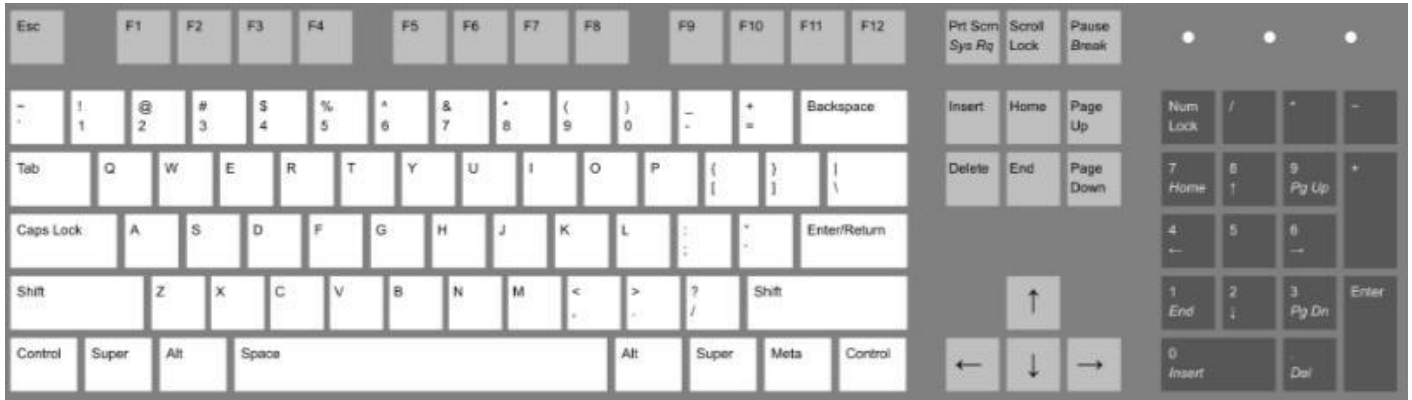 Esc F1 F2 F3 F4 F5 F6 F7 F8 F9 F10 F11 F12 Prt Scrn Scroll Pause
Sys Rq Lock Break
~ ! @ # $ % ^ & * ( ) _ + Backspace Insert Home Page Num / * −
` 1 2 3 4 5 6 7 8 9 0 - = Up Lock
Tab Q W E R T Y U I O P { } | Delete End Page 7 8 9 +
[ ] \ Down Home ↑ Pg Up
Caps Lock A S D F G H J K L : " Enter/Return 4 5 6
; ' ← →
Shift Z X C V B N M < > ? Shift ↑ 1 2 3 Enter
, . / End ↓ Pg Dn
Control Super Alt Space Alt Super Meta Control ← ↓ → 0 .
Insert Del